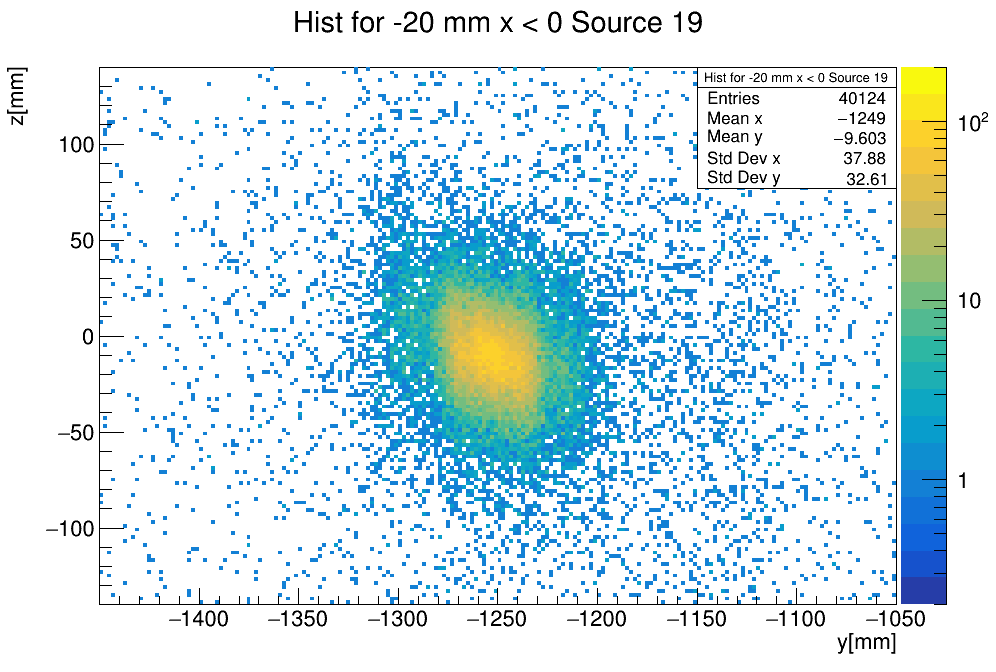 Hist for -20 mm x < 0 Source 19
z[mm]
Hist for -20 mm x < 0 Source 19
Entries 40124
Mean x −1249
Mean y −9.603
Std Dev x 37.88
Std Dev y 32.61
100
50
0
−50
−100
10²
10
1
−1400 −1350 −1300 −1250 −1200 −1150 −1100 −1050
y[mm]